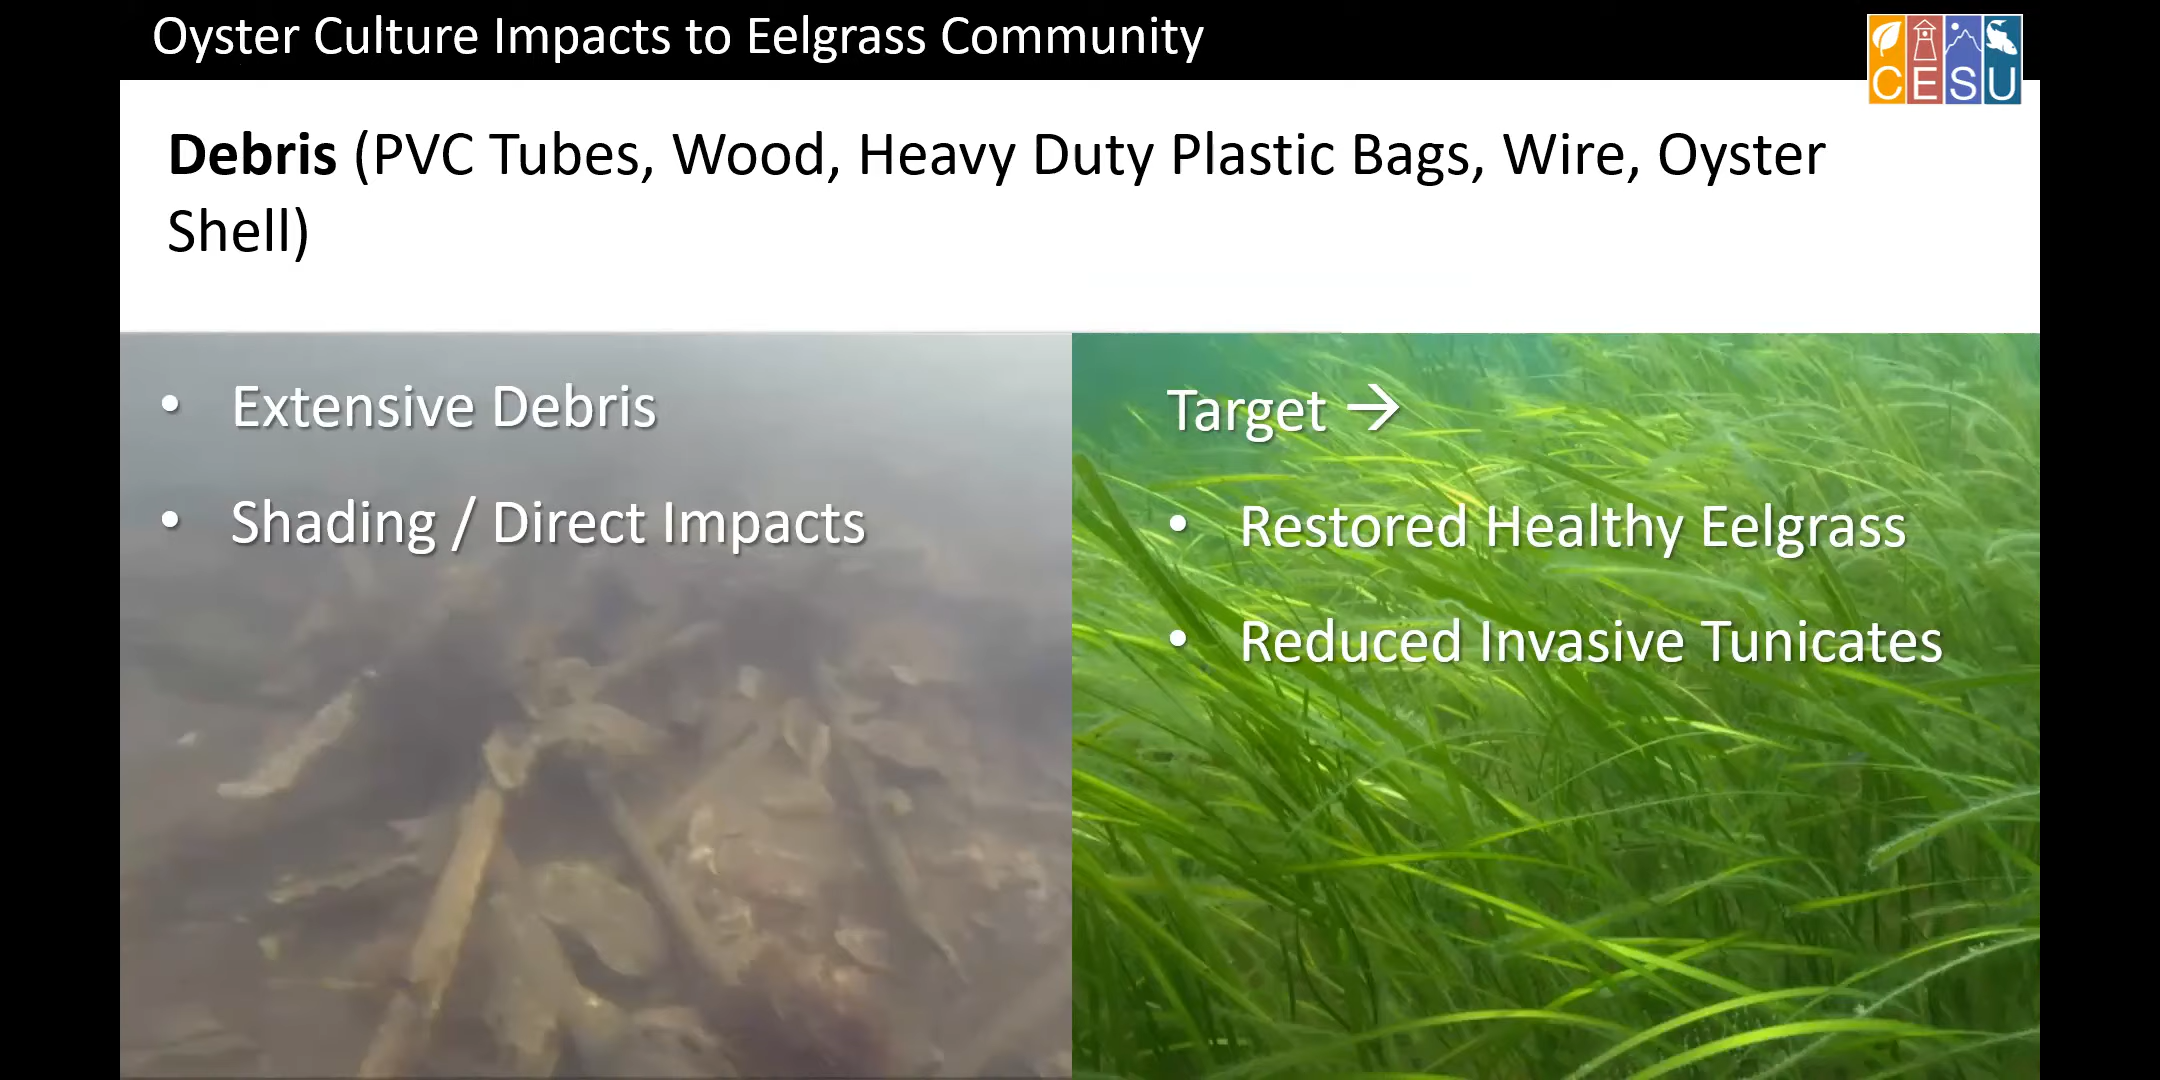 Oyster Culture Impacts to Eelgrass Community
CESU
Debris (PVC Tubes, Wood, Heavy Duty Plastic Bags, Wire, Oyster
Shell)
• Extensive Debris
• Shading / Direct Impacts
Target →
• Restored Healthy Eelgrass
• Reduced Invasive Tunicates